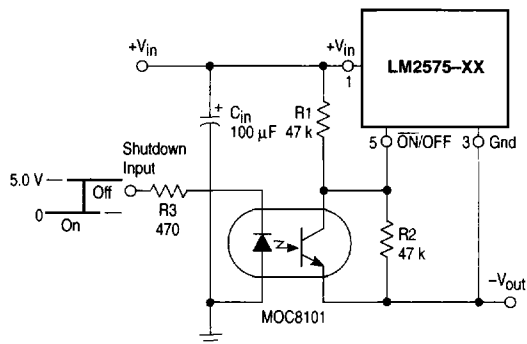 +Vin
+Vin
1
LM2575–XX
Cin
100 µF
+
R1
47 k
5
ON/OFF
3
Gnd
Shutdown
Input
5.0 V
Off
0
On
R3
470
R2
47 k
–Vout
MOC8101